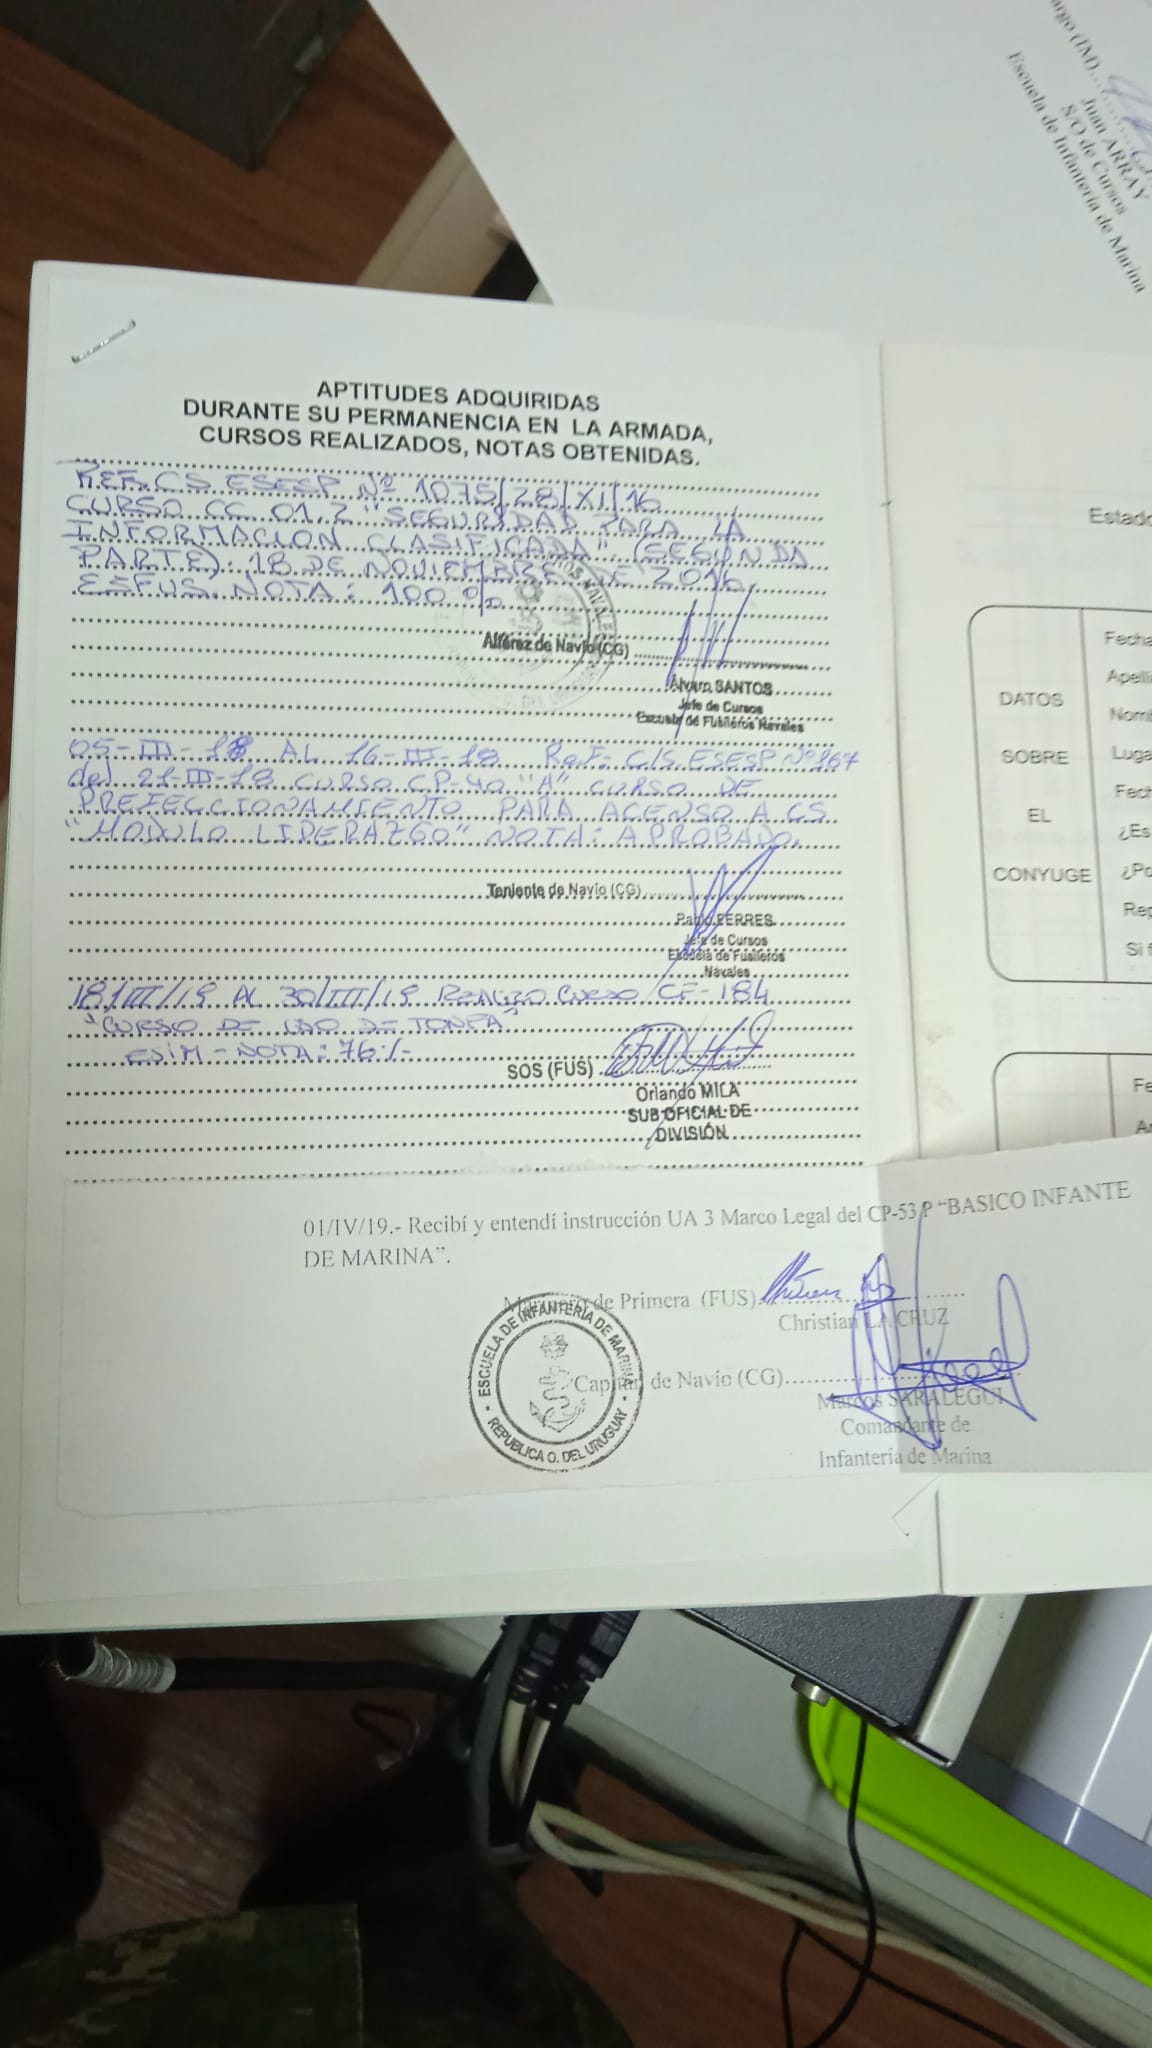 argo (IM)
Juan ARRAY
S/O de Cursos
Escuela de Infantería de Marina
APTITUDES ADQUIRIDAS
DURANTE SU PERMANENCIA EN LA ARMADA,
CURSOS REALIZADOS, NOTAS OBTENIDAS.
REF. CS ESESP Nº 1075/28/XI/16
CURSO CC 01.2 "SEGURIDAD PARA LA
INFORMACION CLASIFICADA". (SEGUNDA
PARTE). 18 DE NOVIEMBRE DE 2016
ESFUS. NOTA: 100 %
Alférez de Navío (CG)
Alvaro SANTOS
Jefe de Cursos
Escuela de Fusileros Navales
05-III-18 AL 16-III-18 Ref: C/S ESESP Nº267
del 21-III-18 CURSO CP-40 "A" CURSO DE
PREFECCIONAMIENTO PARA ACENSO A CS.
"MODULO LIDERAZGO" NOTA: APROBADO.
Teniente de Navío (CG)
Pablo FERRES
Jefe de Cursos
Escuela de Fusileros
Navales
18/III/19 AL 30/III/19 REALIZO CURSO CF-184
"CURSO DE USO DE TONFA"
ESIM - NOTA: 76%
SOS (FUS)
Orlando MILA
SUB OFICIAL DE
DIVISIÓN
01/IV/19.- Recibí y entendí instrucción UA 3 Marco Legal del CP-53 P "BASICO INFANTE
DE MARINA".
Marinero de Primera (FUS)
Christian LA CRUZ
ESCUELA DE INFANTERIA DE MARINA
REPUBLICA O. DEL URUGUAY
Capitán de Navío (CG)
Marcos SARALEGUI
Comandante de
Infantería de Marina
Estado
DATOS
SOBRE
EL
CONYUGE
Fecha
Apelli
Nomb
Luga
Fech
¿Es
¿Po
Rep
Si f
Fe